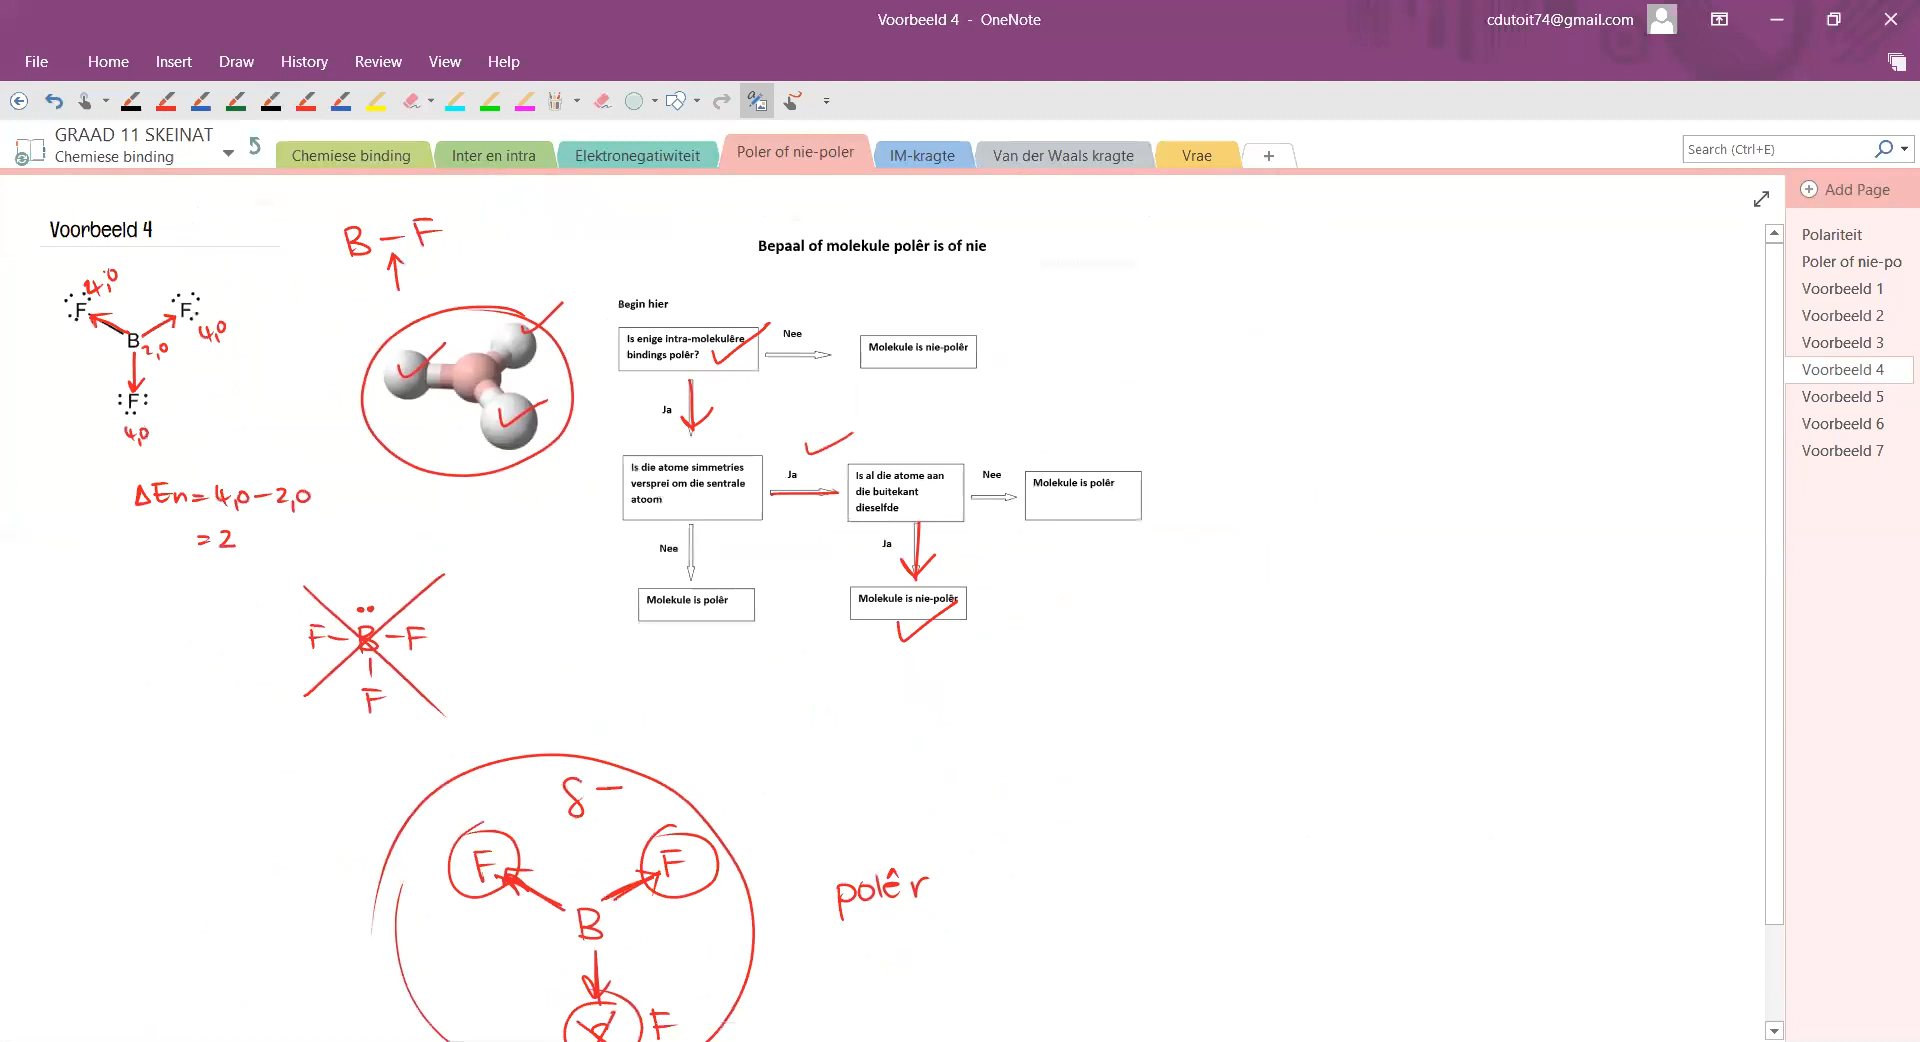 Voorbeeld 4 - OneNote
cdutoit74@gmail.com
File Home Insert Draw History Review View Help
GRAAD 11 SKEINAT
Chemiese binding
Chemiese binding
Inter en intra
Elektronegatiwiteit
Poler of nie-poler
IM-kragte
Van der Waals kragte
Vrae
+
Search (Ctrl+E)
Add Page
Polariteit
Poler of nie-po
Voorbeeld 1
Voorbeeld 2
Voorbeeld 3
Voorbeeld 4
Voorbeeld 5
Voorbeeld 6
Voorbeeld 7
Voorbeeld 4
B – F
4,0
F F
4,0
B
2,0
F
4,0
ΔEn = 4,0 – 2,0
= 2
F – B – F
F
Bepaal of molekule polêr is of nie
Begin hier
Is enige intra-molekulêre
bindings polêr?
Nee
Molekule is nie-polêr
Ja
Is die atome simmetries
versprei om die sentrale
atoom
Ja
Is al die atome aan
die buitekant
dieselfde
Nee
Molekule is polêr
Nee
Ja
Molekule is polêr
Molekule is nie-polêr
δ –
F F
B
F
polêr